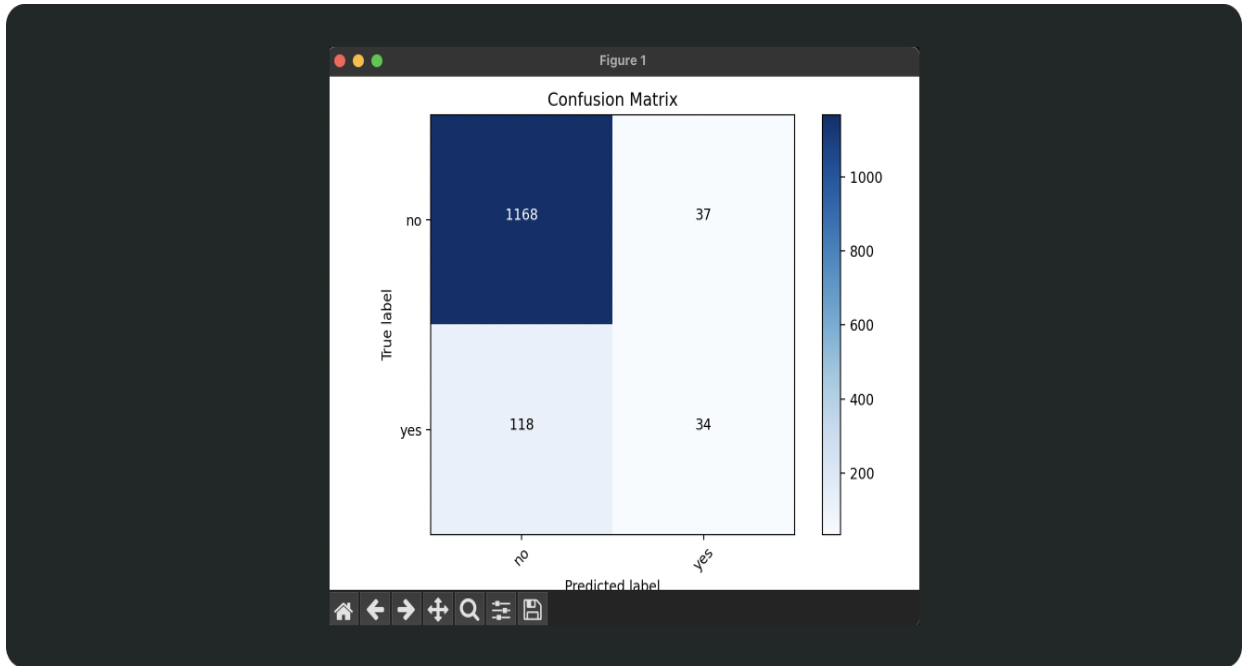 Figure 1
Confusion Matrix
1000
1168
37
no
800
True label
600
400
118
34
yes
200
no
yes
Predicted label